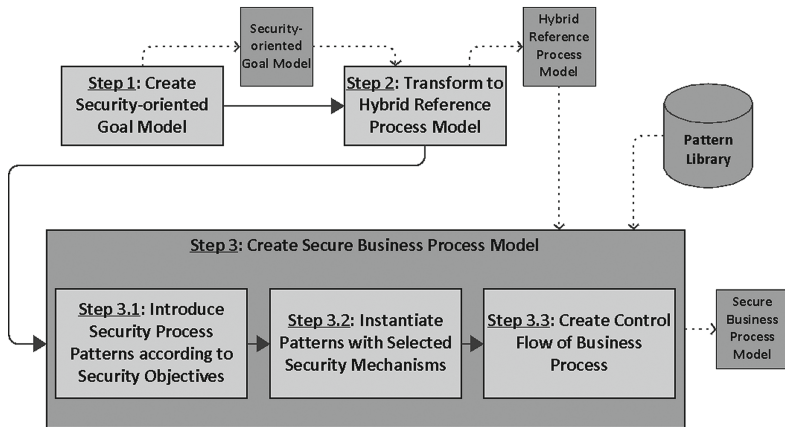 Security-
oriented
Goal Model
Hybrid
Reference
Process
Model
Step 1: Create
Security-oriented
Goal Model
Step 2: Transform to
Hybrid Reference
Process Model
Pattern
Library
Step 3: Create Secure Business Process Model
Step 3.1: Introduce
Security Process
Patterns according to
Security Objectives
Step 3.2: Instantiate
Patterns with Selected
Security Mechanisms
Step 3.3: Create Control
Flow of Business
Process
Secure
Business
Process
Model